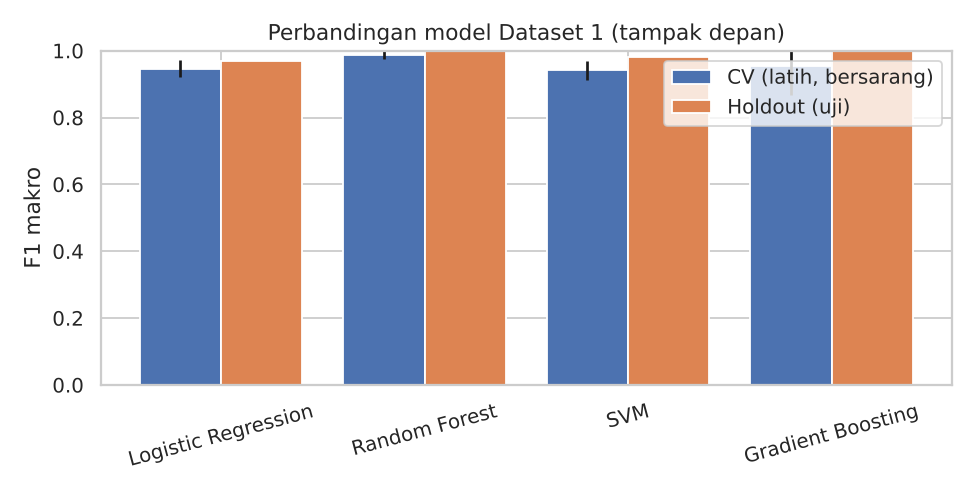 Perbandingan model Dataset 1 (tampak depan)
CV (latih, bersarang)
Holdout (uji)
F1 makro
1.0
0.8
0.6
0.4
0.2
0.0
Logistic Regression
Random Forest
SVM
Gradient Boosting